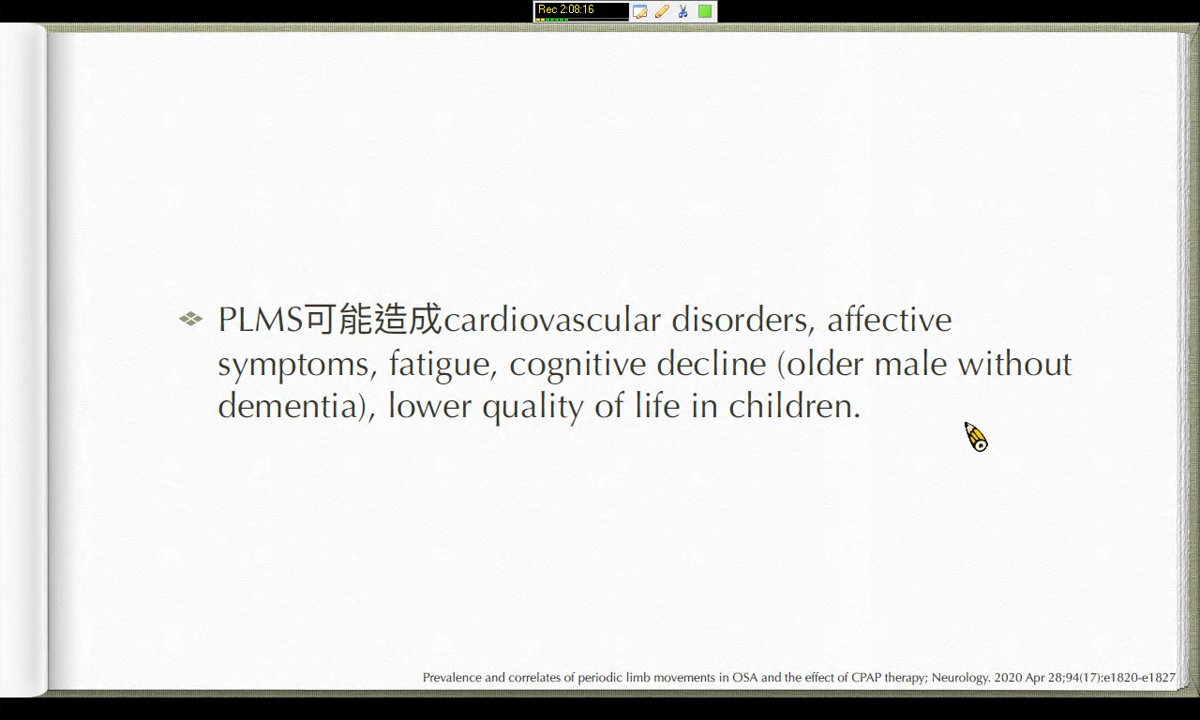 Rec 2:08:16
PLMS可能造成cardiovascular disorders, affective
symptoms, fatigue, cognitive decline (older male without
dementia), lower quality of life in children.
Prevalence and correlates of periodic limb movements in OSA and the effect of CPAP therapy; Neurology. 2020 Apr 28;94(17):e1820-e1827